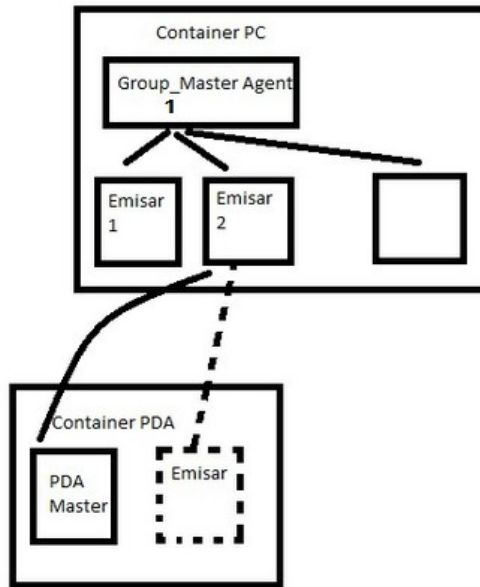 Container PC
Group_Master Agent
1
Emisar
1
Emisar
2
Container PDA
PDA
Master
Emisar